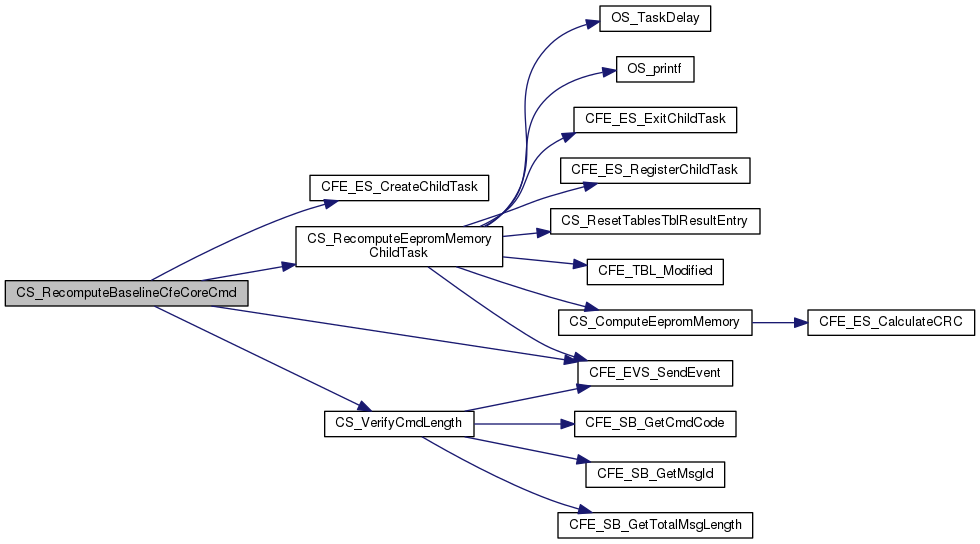 OS_TaskDelay
OS_printf
CFE_ES_ExitChildTask
CFE_ES_RegisterChildTask
CFE_ES_CreateChildTask
CS_ResetTablesTblResultEntry
CS_RecomputeEepromMemory
ChildTask
CFE_TBL_Modified
CS_RecomputeBaselineCfeCoreCmd
CS_ComputeEepromMemory
CFE_ES_CalculateCRC
CFE_EVS_SendEvent
CS_VerifyCmdLength
CFE_SB_GetCmdCode
CFE_SB_GetMsgId
CFE_SB_GetTotalMsgLength